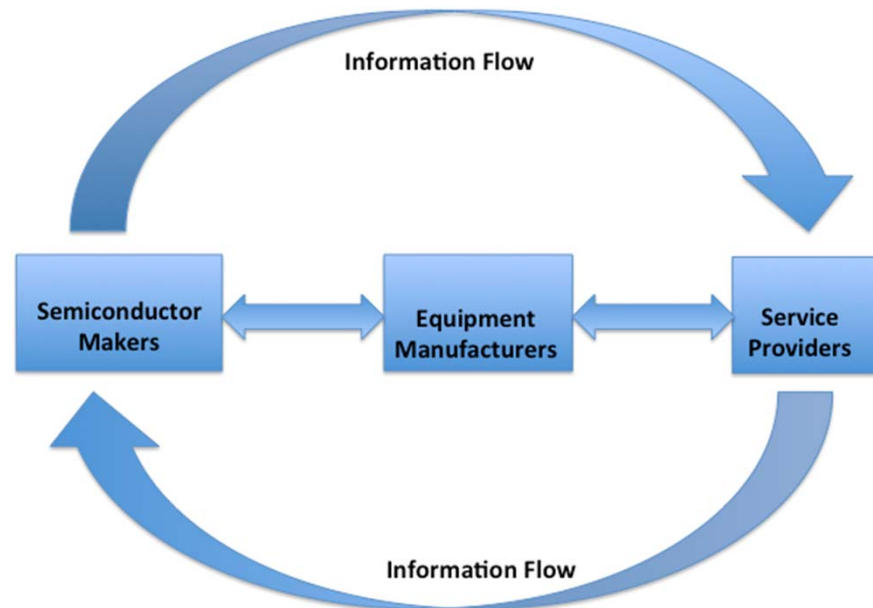 Information Flow
Semiconductor
Makers
Equipment
Manufacturers
Service
Providers
Information Flow